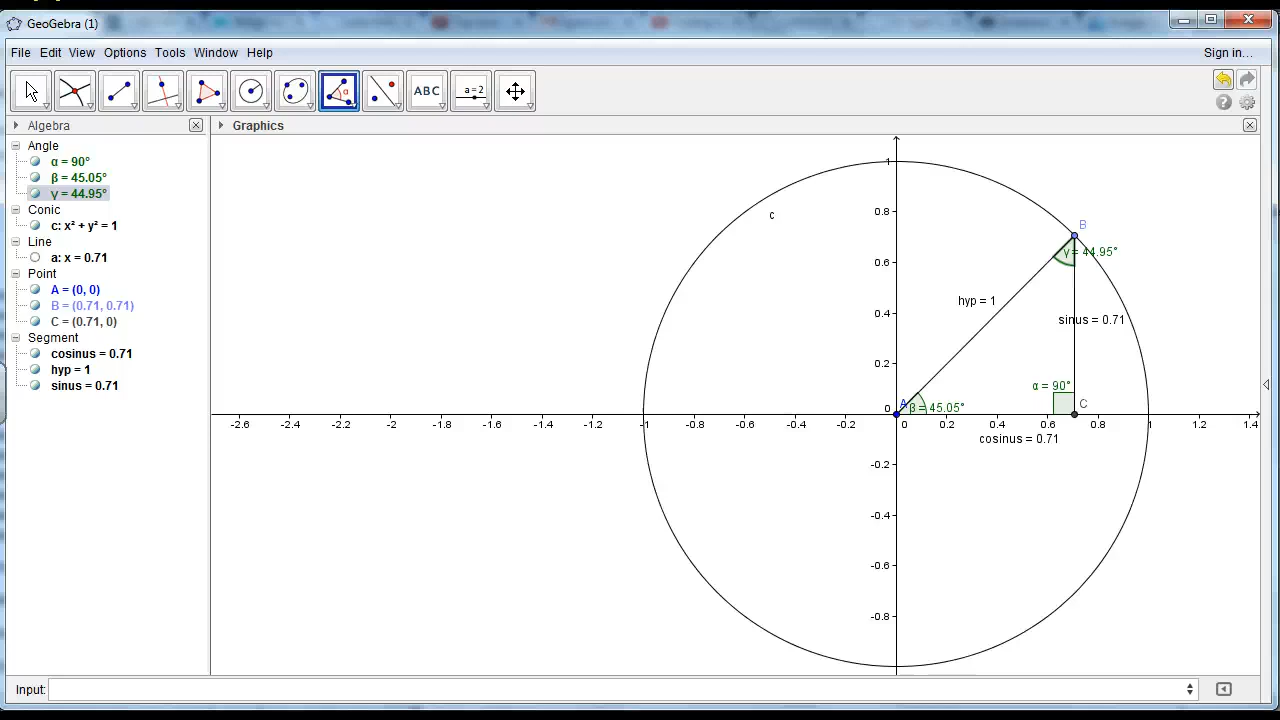 GeoGebra (1)
File Edit View Options Tools Window Help Sign in...
ABC a = 2
α
Algebra
Graphics
Angle
α = 90°
β = 45.05°
γ = 44.95°
Conic
c: x² + y² = 1
Line
a: x = 0.71
Point
A = (0, 0)
B = (0.71, 0.71)
C = (0.71, 0)
Segment
cosinus = 0.71
hyp = 1
sinus = 0.71
1
c
0.8
B
γ = 44.95°
0.6
hyp = 1
0.4
sinus = 0.71
0.2
α = 90°
0 A β = 45.05° C
-2.6 -2.4 -2.2 -2 -1.8 -1.6 -1.4 -1.2 -1 -0.8 -0.6 -0.4 -0.2 0 0.2 0.4 0.6 0.8 1 1.2 1.4
cosinus = 0.71
-0.2
-0.4
-0.6
-0.8
Input: